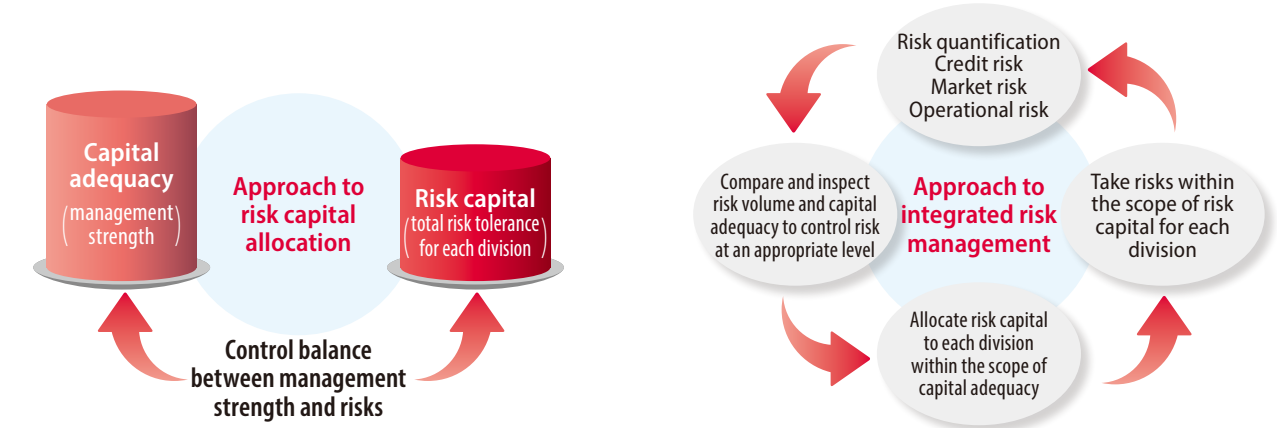 Capital
adequacy
(management
strength)
Approach to
risk capital
allocation
Risk capital
(total risk tolerance
for each division)
Control balance
between management
strength and risks
Risk quantification
Credit risk
Market risk
Operational risk
Compare and inspect
risk volume and capital
adequacy to control risk
at an appropriate level
Approach to
integrated risk
management
Take risks within
the scope of risk
capital for each
division
Allocate risk capital
to each division
within the scope of
capital adequacy